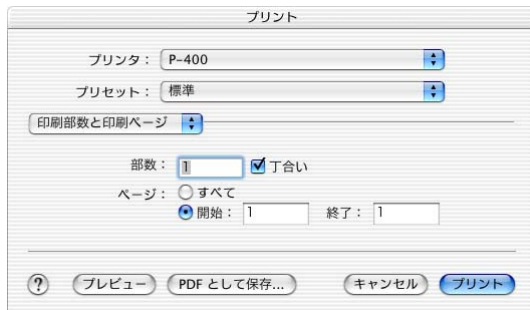 プリント
プリンタ： P-400
プリセット： 標準
印刷部数と印刷ページ
部数： 1 丁合い
ページ： すべて
開始： 1 終了： 1
? プレビュー PDF として保存... キャンセル プリント